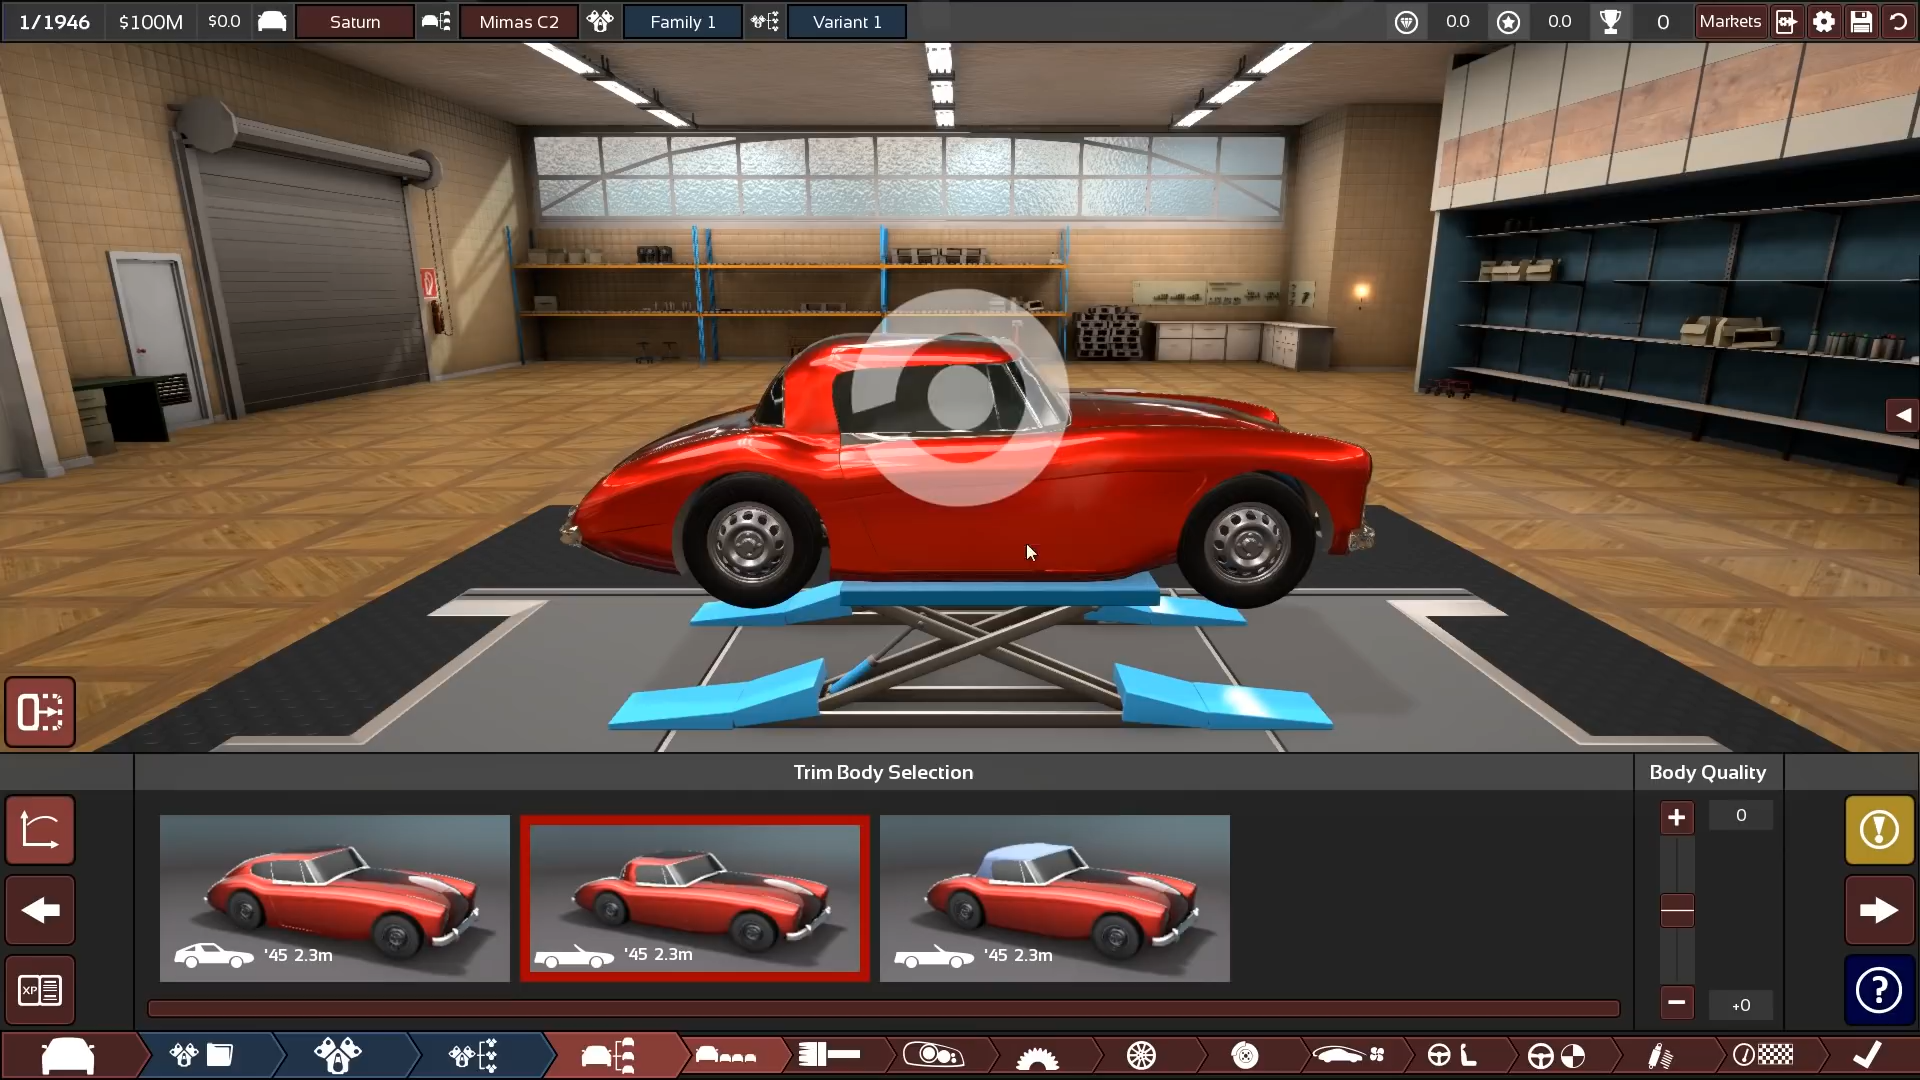 1/1946 $100M $0.0 Saturn Mimas C2 Family 1 Variant 1 0.0 0.0 0 Markets
Trim Body Selection Body Quality
0
'45 2.3m '45 2.3m '45 2.3m
XP
+0